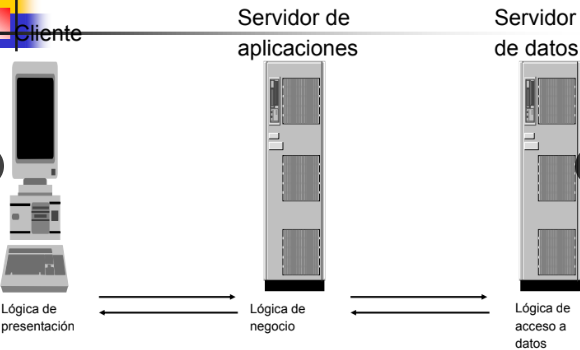 Cliente
Servidor de
aplicaciones
Servidor
de datos
Lógica de
presentación
Lógica de
negocio
Lógica de
acceso a
datos